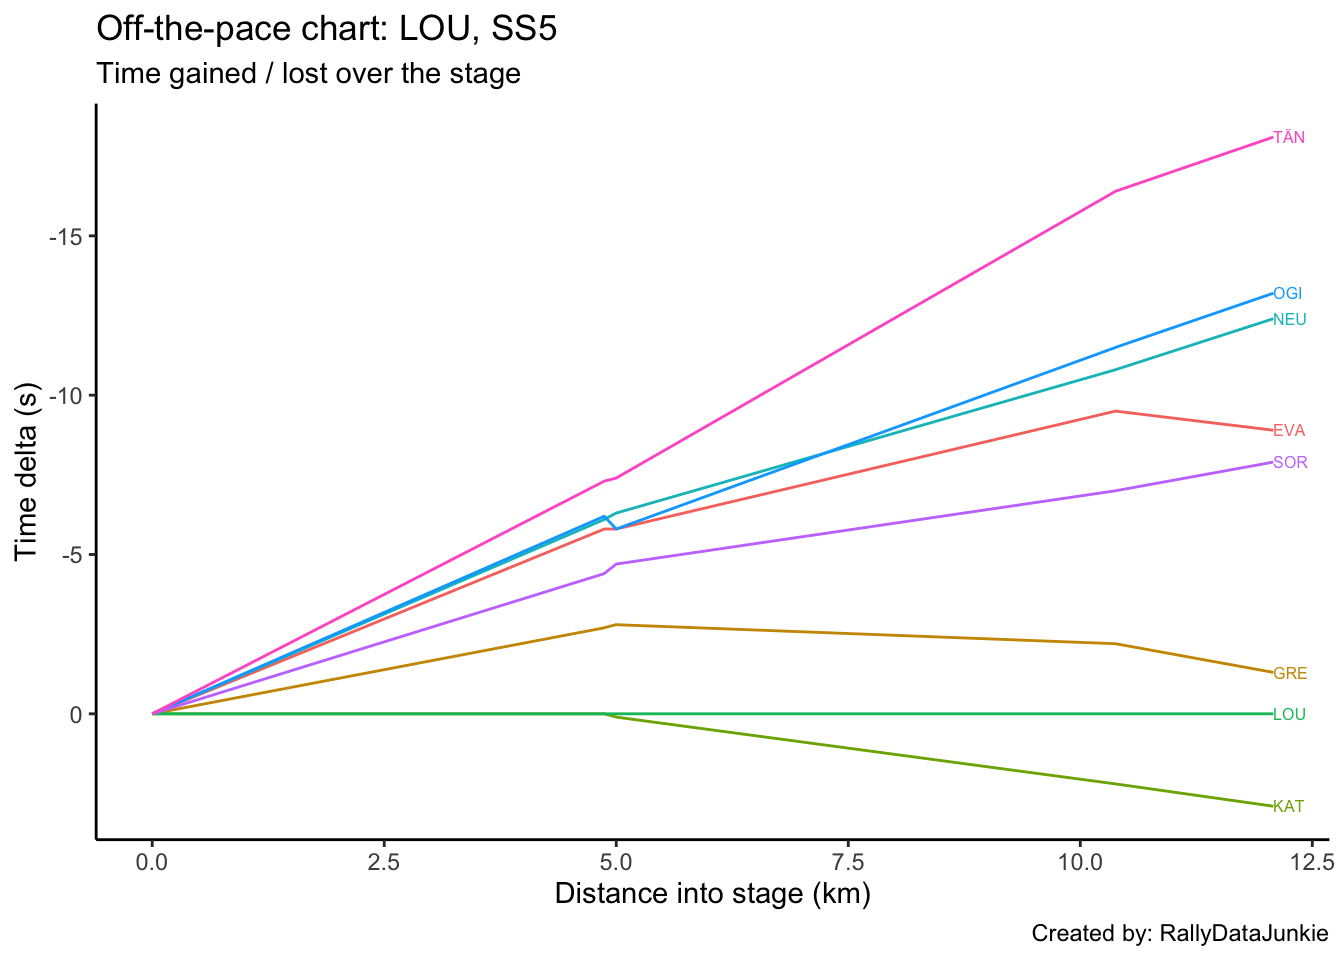 Off-the-pace chart: LOU, SS5
Time gained / lost over the stage
TÄN
-15
OGI
NEU
-10
EVA
SOR
Time delta (s)
-5
GRE
0
LOU
KAT
0.0 2.5 5.0 7.5 10.0 12.5
Distance into stage (km)
Created by: RallyDataJunkie